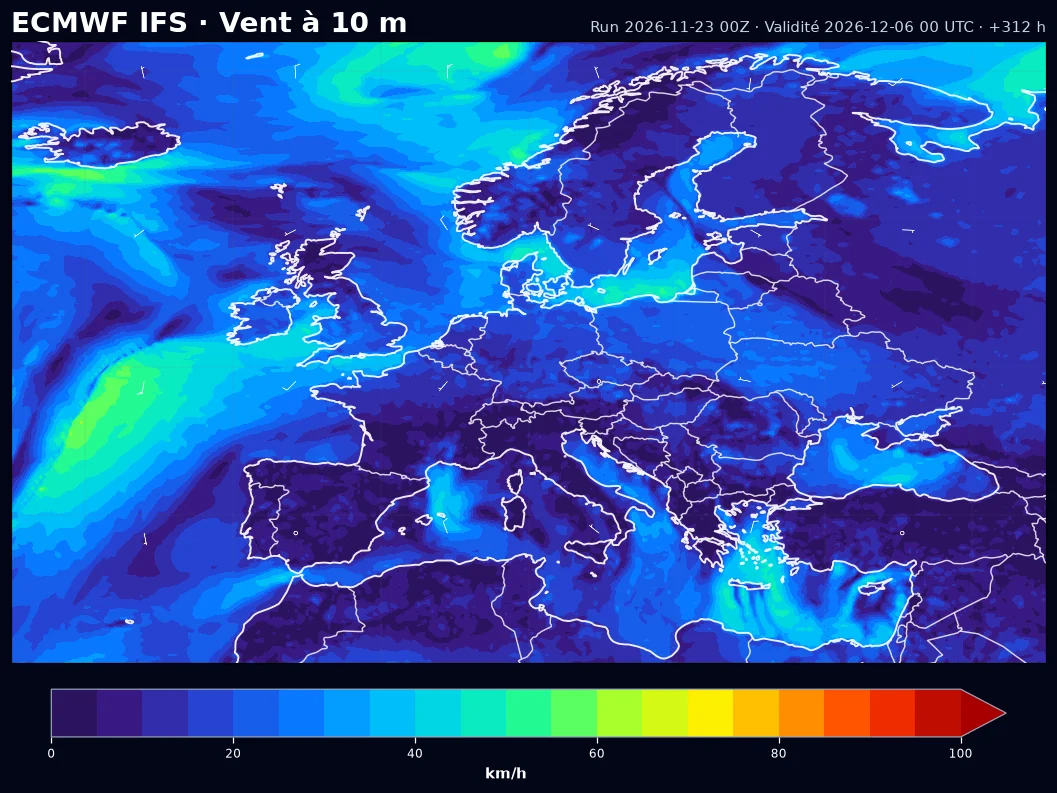 ECMWF IFS · Vent à 10 m
Run 2026-11-23 00Z · Validité 2026-12-06 00 UTC · +312 h
0 20 40 60 80 100
km/h